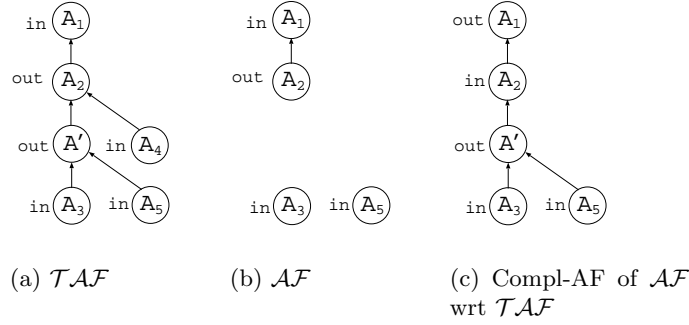 in A₁ in A₁ out A₁
out A₂ out A₂ in A₂
out A′ in A₄ out A′
in A₃ in A₅ in A₃ in A₅ in A₃ in A₅
(a) 𝒯𝒜ℱ (b) 𝒜ℱ (c) Compl-AF of 𝒜ℱ
wrt 𝒯𝒜ℱ